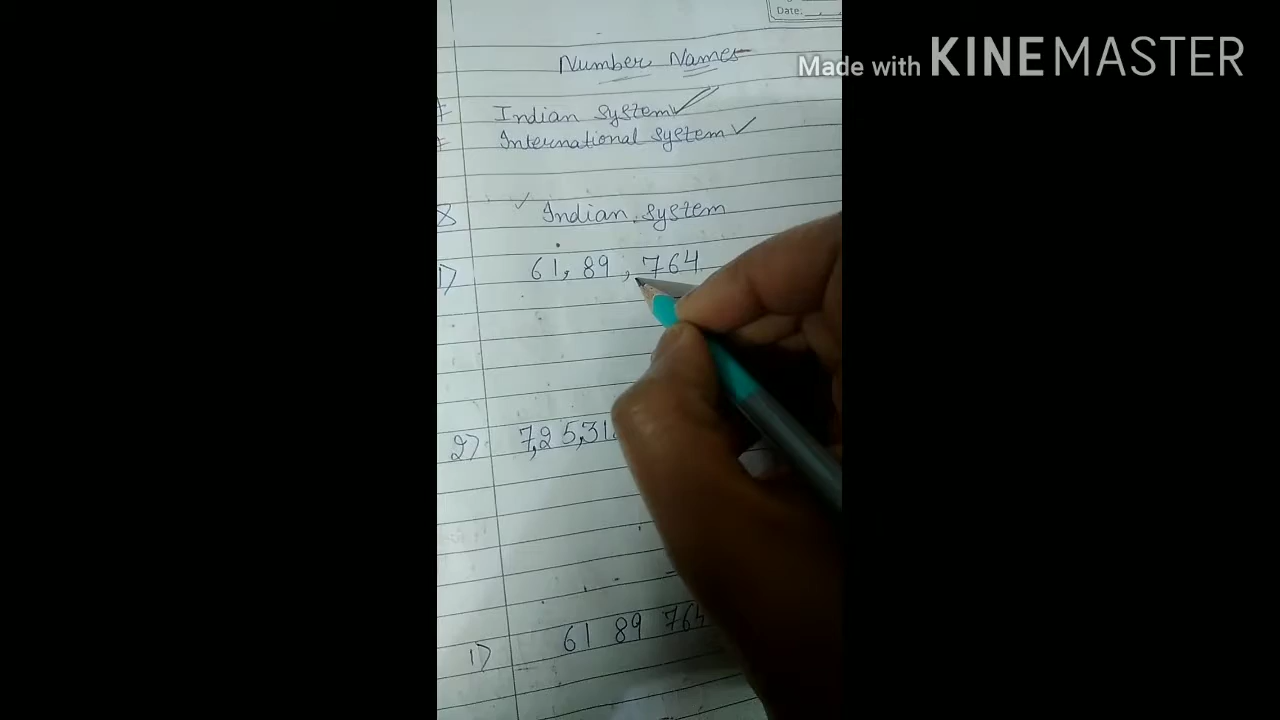 Date:
Made with KINEMASTER
Number Names
Indian system ✓
International system ✓
✓ Indian system
1) 61, 89, 764
2) 7,25,31
1) 61 89 764